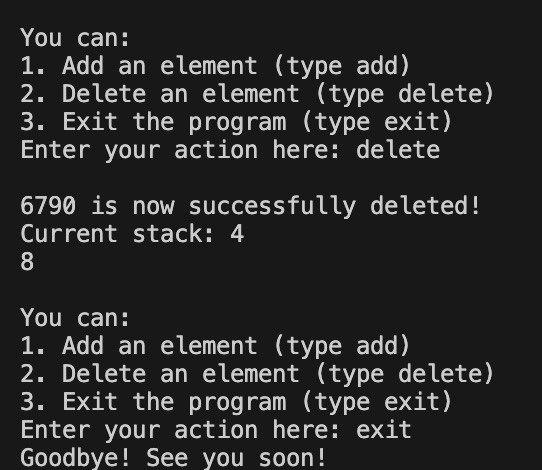 You can:
1. Add an element (type add)
2. Delete an element (type delete)
3. Exit the program (type exit)
Enter your action here: delete
6790 is now successfully deleted!
Current stack: 4
8
You can:
1. Add an element (type add)
2. Delete an element (type delete)
3. Exit the program (type exit)
Enter your action here: exit
Goodbye! See you soon!